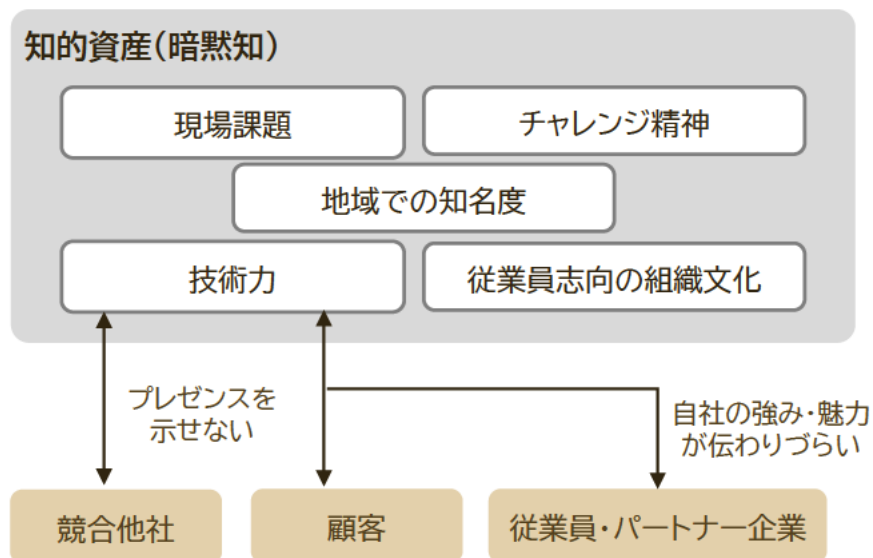 知的資産(暗黙知)
現場課題
チャレンジ精神
地域での知名度
技術力
従業員志向の組織文化
プレゼンスを
示せない
自社の強み・魅力
が伝わりづらい
競合他社
顧客
従業員・パートナー企業